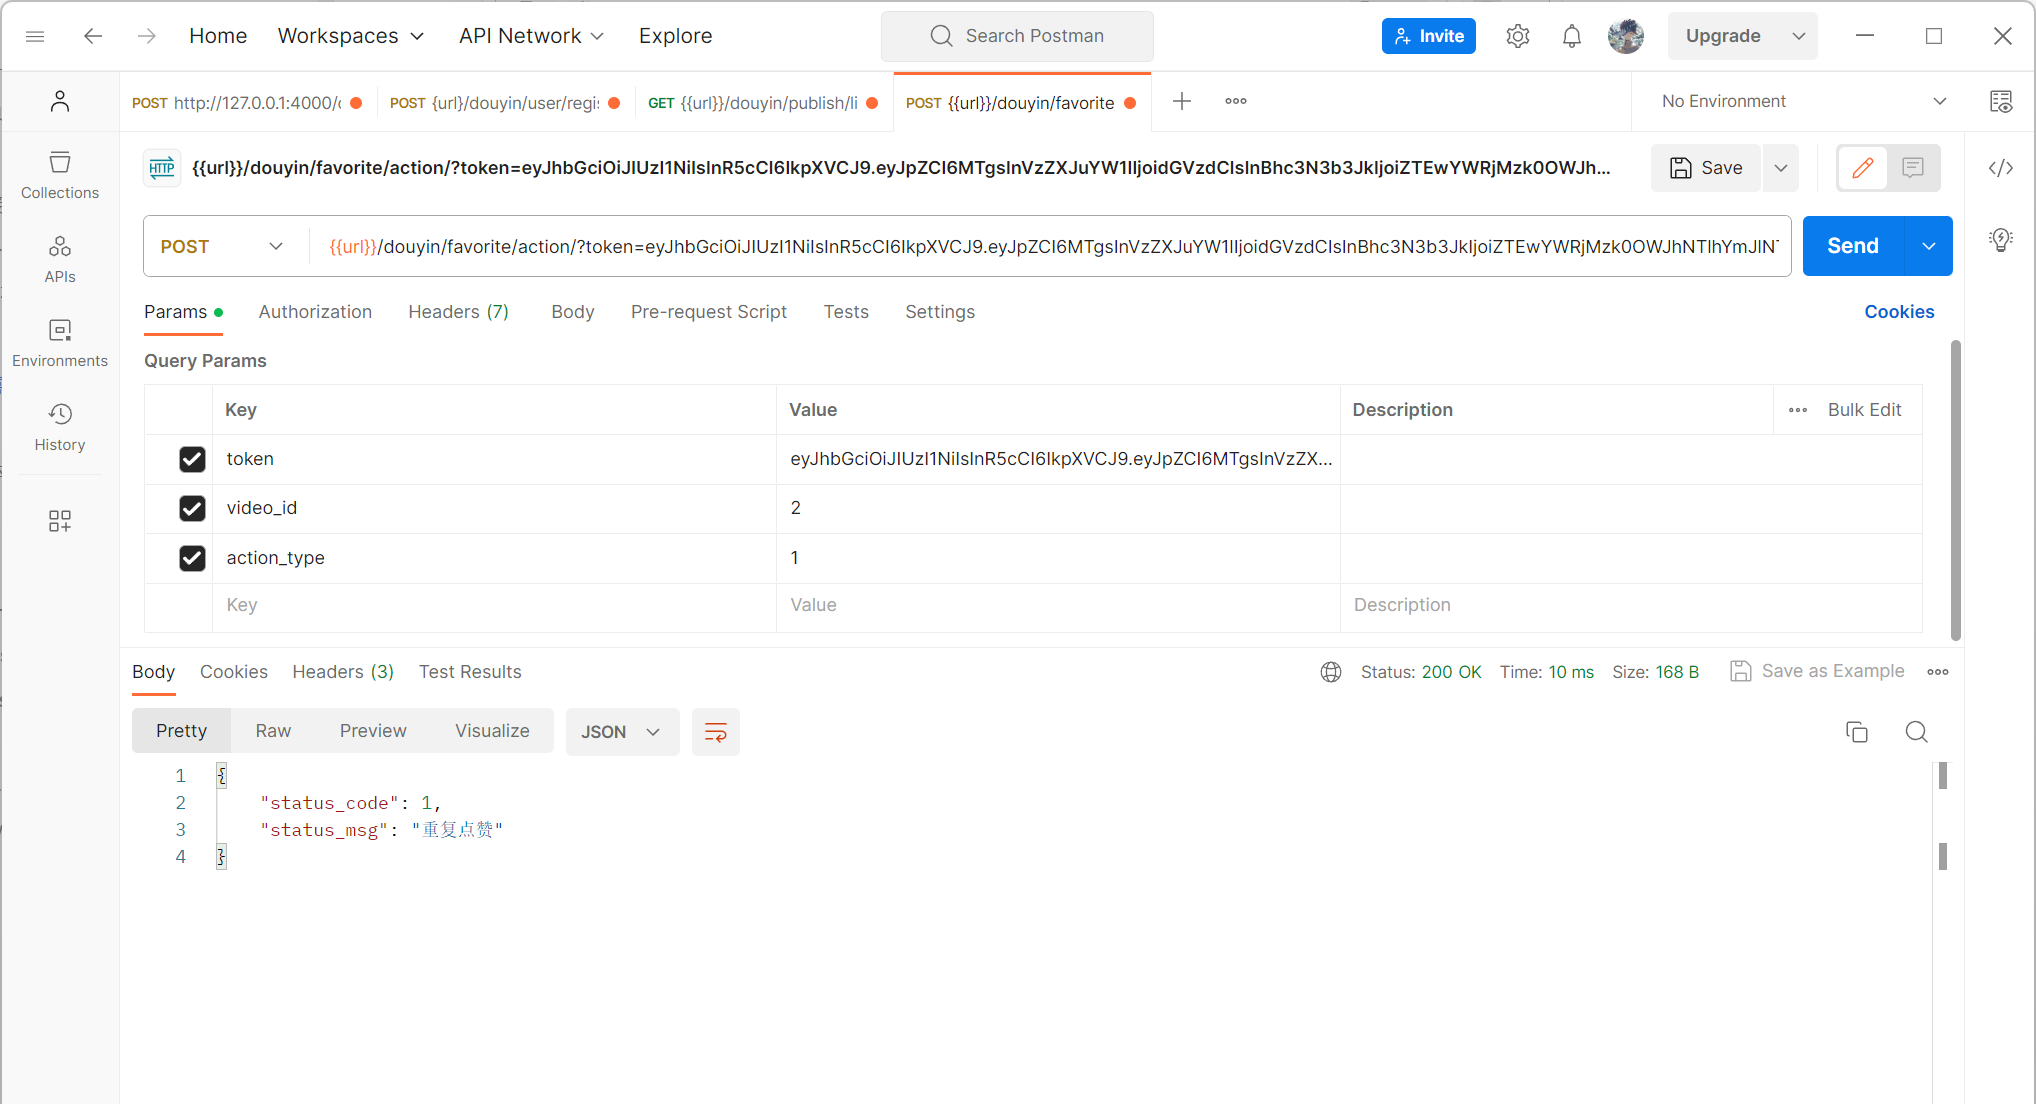 Home Workspaces API Network Explore Search Postman Invite Upgrade
POST http://127.0.0.1:4000/ POST {url}/douyin/user/regi GET {{url}}/douyin/publish/li POST {{url}}/douyin/favorite No Environment
HTTP {{url}}/douyin/favorite/action/?token=eyJhbGciOiJIUzI1NiIsInR5cCI6IkpXVCJ9.eyJpZCI6MTgsInVzZXJuYW1lIjoidGVzdCIsInBhc3N3b3JkIjoiZTEwYWRjMzk0OWJh... Save
POST {{url}}/douyin/favorite/action/?token=eyJhbGciOiJIUzI1NiIsInR5cCI6IkpXVCJ9.eyJpZCI6MTgsInVzZXJuYW1lIjoidGVzdCIsInBhc3N3b3JkIjoiZTEwYWRjMzk0OWJhNTlhYmJlN Send
Collections
APIs
Environments
History
Params Authorization Headers (7) Body Pre-request Script Tests Settings Cookies
Query Params
Key Value Description Bulk Edit
token eyJhbGciOiJIUzI1NiIsInR5cCI6IkpXVCJ9.eyJpZCI6MTgsInVzZX...
video_id 2
action_type 1
Key Value Description
Body Cookies Headers (3) Test Results Status: 200 OK Time: 10 ms Size: 168 B Save as Example
Pretty Raw Preview Visualize JSON
1 {
2 "status_code": 1,
3 "status_msg": "重复点赞"
4 }